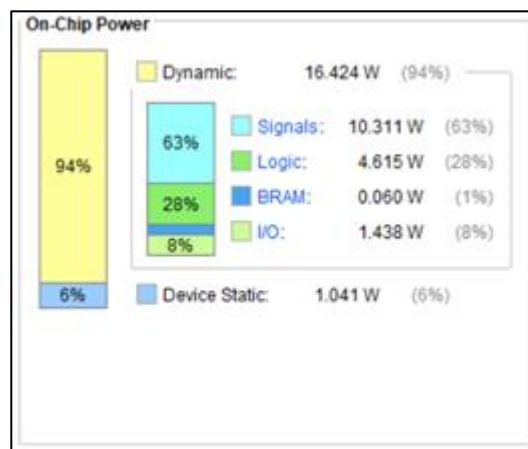 On-Chip Power
94%
6%
Dynamic: 16.424 W (94%)
63%
28%
8%
Signals: 10.311 W (63%)
Logic: 4.615 W (28%)
BRAM: 0.060 W (1%)
I/O: 1.438 W (8%)
Device Static: 1.041 W (6%)